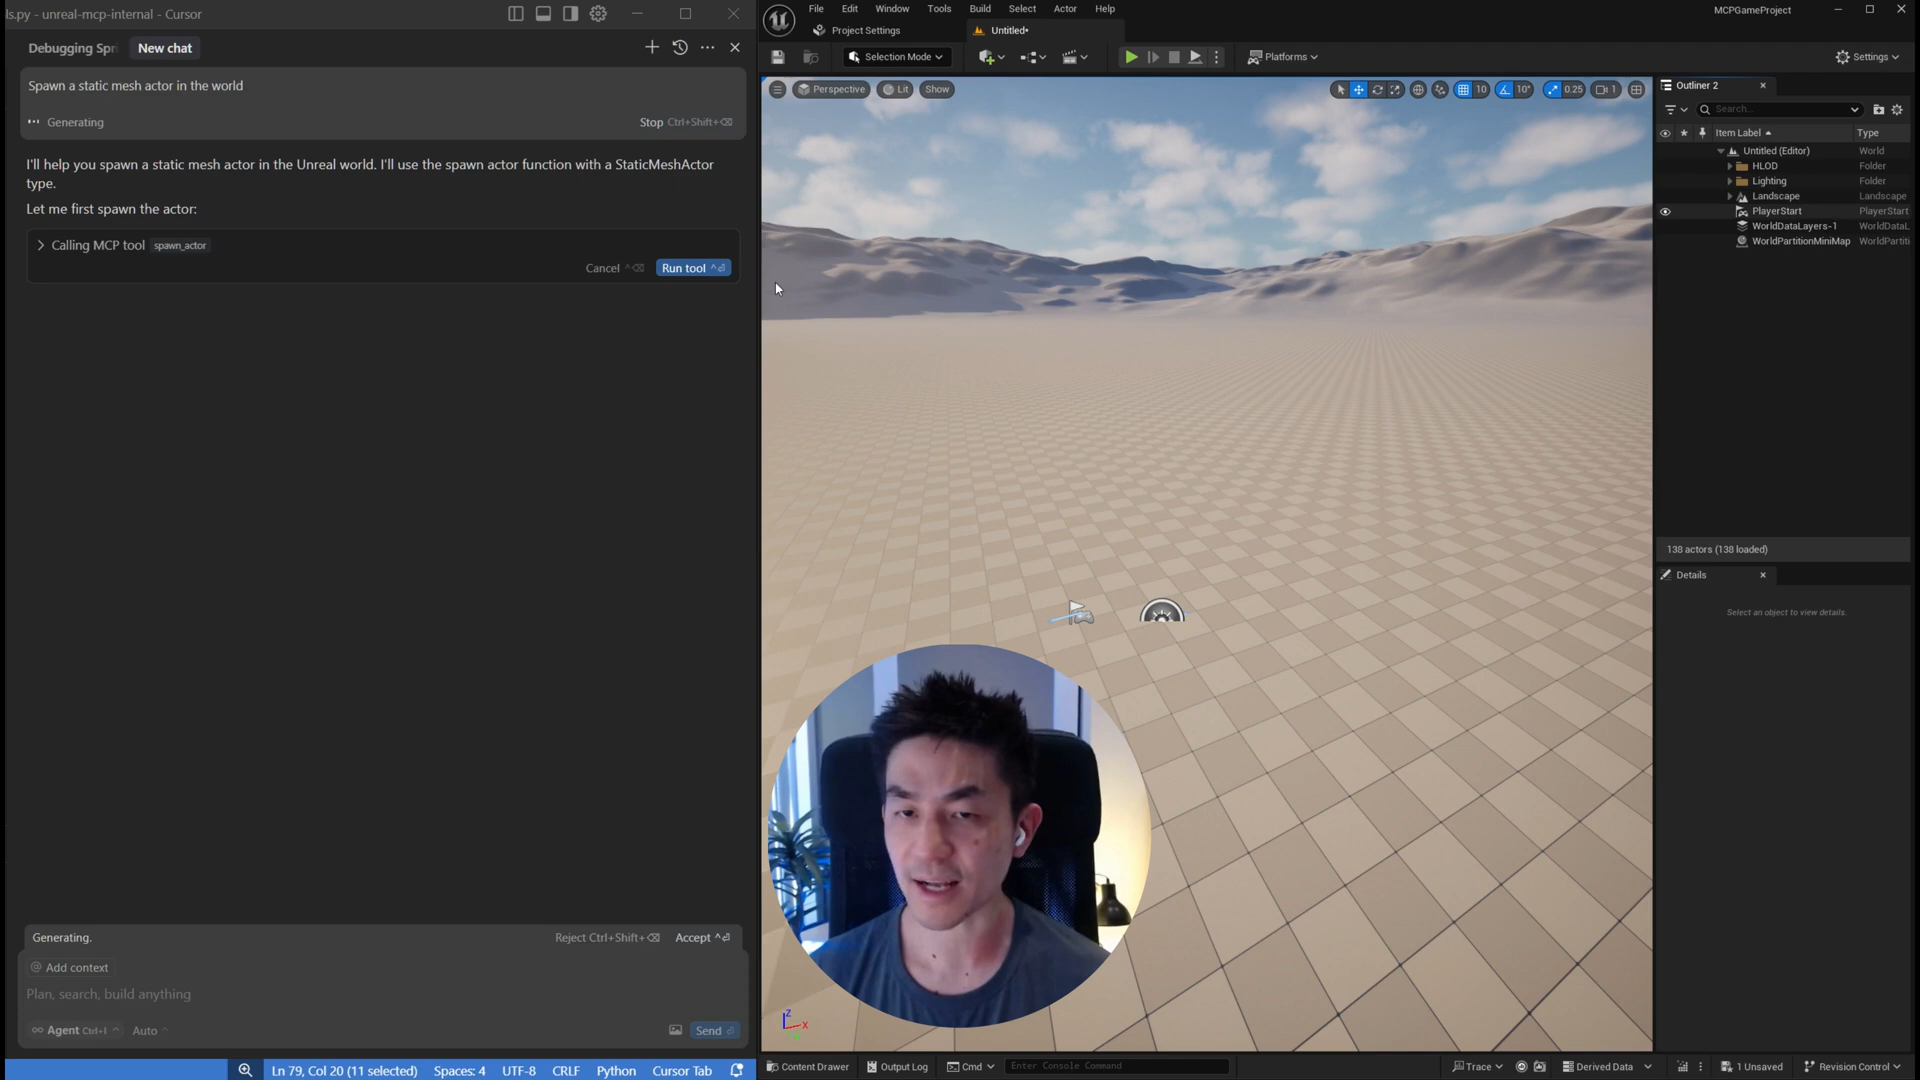 ls.py - unreal-mcp-internal - Cursor
Debugging Spri
New chat
Spawn a static mesh actor in the world
Generating
Stop Ctrl+Shift+⌫
I'll help you spawn a static mesh actor in the Unreal world. I'll use the spawn actor function with a StaticMeshActor
type.
Let me first spawn the actor:
Calling MCP tool spawn_actor
Cancel ^⌫
Run tool ^⏎
Generating.
Reject Ctrl+Shift+⌫
Accept ^⏎
@ Add context
Plan, search, build anything
∞ Agent Ctrl+I
Auto
Send ⏎
Ln 79, Col 20 (11 selected)
Spaces: 4
UTF-8
CRLF
Python
Cursor Tab
File Edit Window Tools Build Select Actor Help
MCPGameProject
Project Settings
Untitled*
Selection Mode
Platforms
Settings
Perspective
Lit
Show
10
10°
0.25
1
Outliner 2
Search...
Item Label
Type
Untitled (Editor) World
HLOD Folder
Lighting Folder
Landscape Landscape
PlayerStart PlayerStart
WorldDataLayers-1 WorldDataL
WorldPartitionMiniMap WorldPartiti
138 actors (138 loaded)
Details
Select an object to view details.
Z
X
Content Drawer
Output Log
Cmd
Enter Console Command
Trace
Derived Data
1 Unsaved
Revision Control